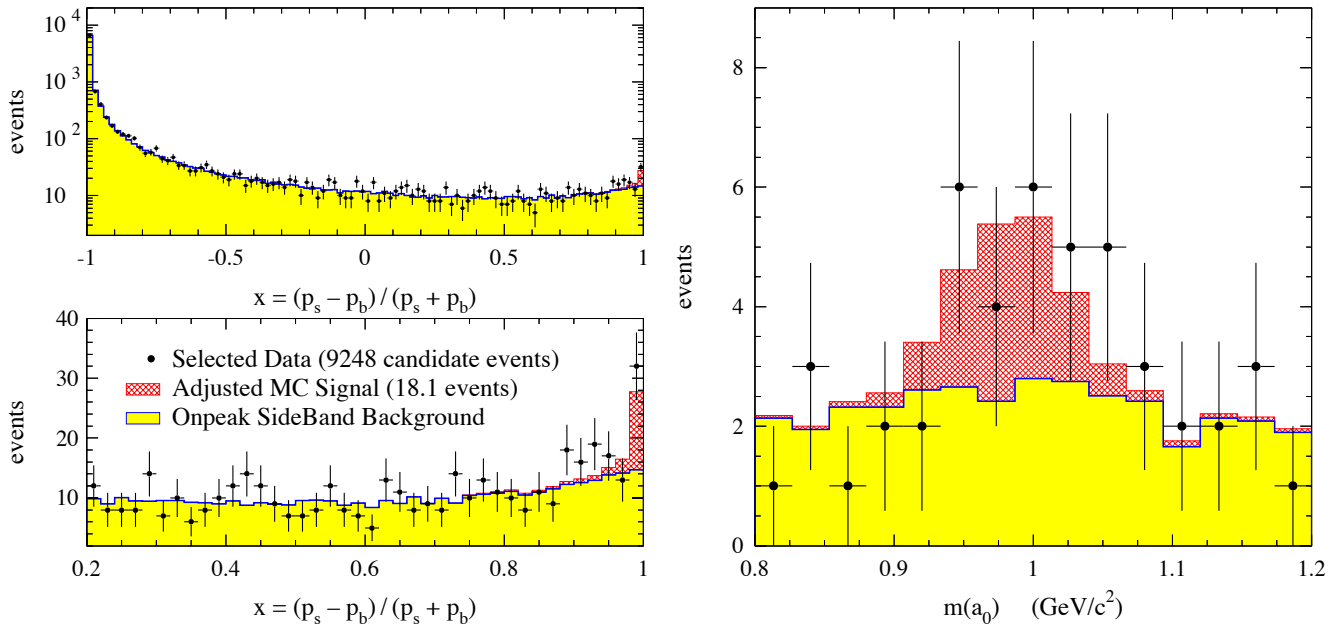 events
10^4
10^3
10^2
10
-1 -0.5 0 0.5 1
x = (p_s − p_b) / (p_s + p_b)
events
40
30
20
10
Selected Data (9248 candidate events)
Adjusted MC Signal (18.1 events)
Onpeak SideBand Background
0.2 0.4 0.6 0.8 1
x = (p_s − p_b) / (p_s + p_b)
events
8
6
4
2
0
0.8 0.9 1 1.1 1.2
m(a_0) (GeV/c^2)